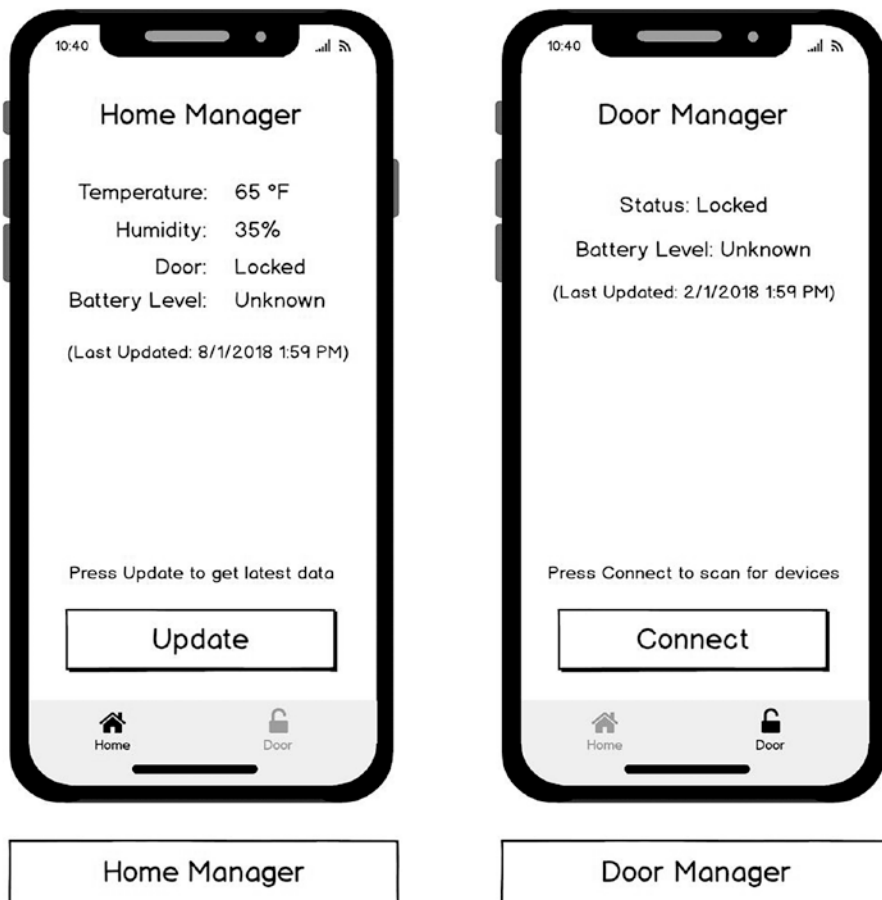 10:40
Home Manager
Temperature: 65 °F
Humidity: 35%
Door: Locked
Battery Level: Unknown
(Last Updated: 8/1/2018 1:59 PM)
Press Update to get latest data
Update
Home Door
Home Manager
10:40
Door Manager
Status: Locked
Battery Level: Unknown
(Last Updated: 2/1/2018 1:59 PM)
Press Connect to scan for devices
Connect
Home Door
Door Manager